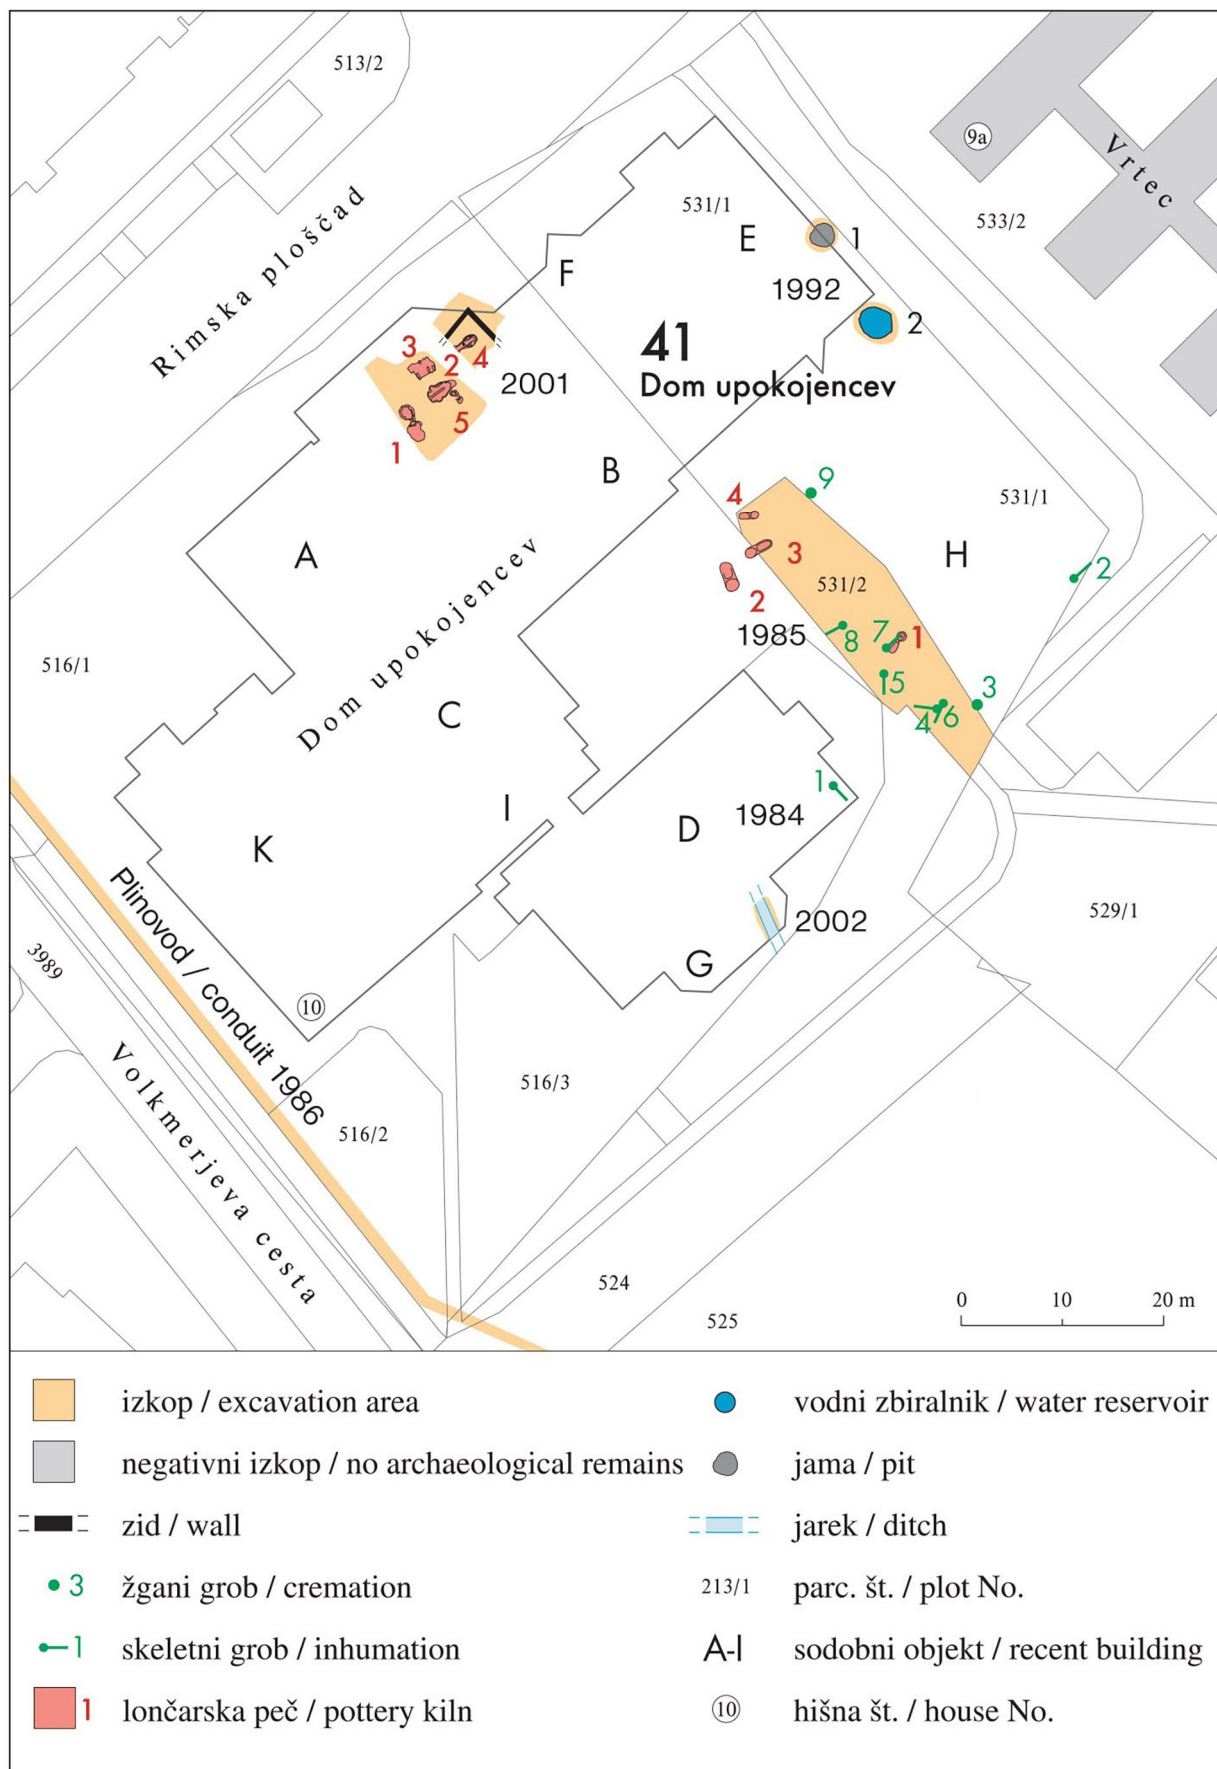 513/2
9a
Vrtec
533/2
531/1
Rimska ploščad
E
1
1992
F
2
41
Dom upokojencev
3
2
4
2001
5
1
B
9
4
531/1
A
3
H
2
531/2
2
Dom upokojencev
1985
8
7
1
516/1
5
3
4
6
C
1
1984
I
D
K
Plinovod / conduit 1986
2002
529/1
3989
G
10
Volkmerjeva cesta
516/3
516/2
524
525
0 10 20 m
izkop / excavation area
negativni izkop / no archaeological remains
zid / wall
3 žgani grob / cremation
1 skeletni grob / inhumation
1 lončarska peč / pottery kiln
vodni zbiralnik / water reservoir
jama / pit
jarek / ditch
213/1 parc. št. / plot No.
A-I sodobni objekt / recent building
10 hišna št. / house No.